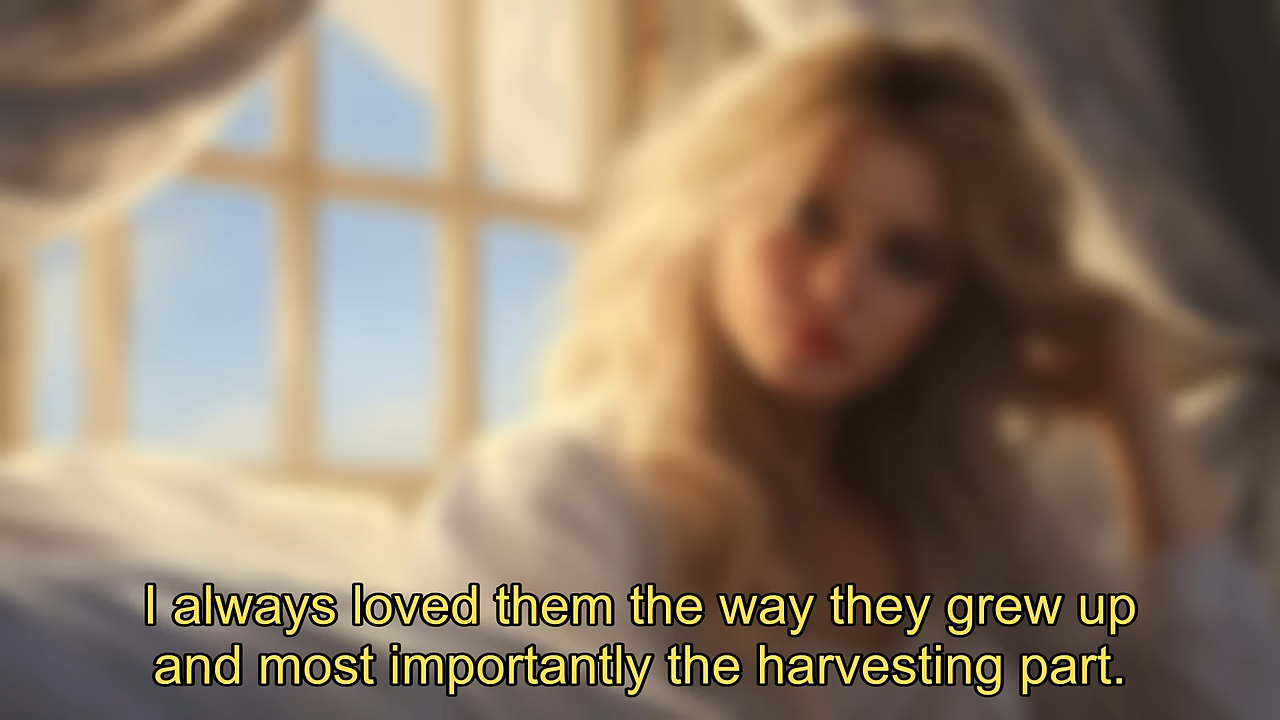 I always loved them the way they grew up
and most importantly the harvesting part.